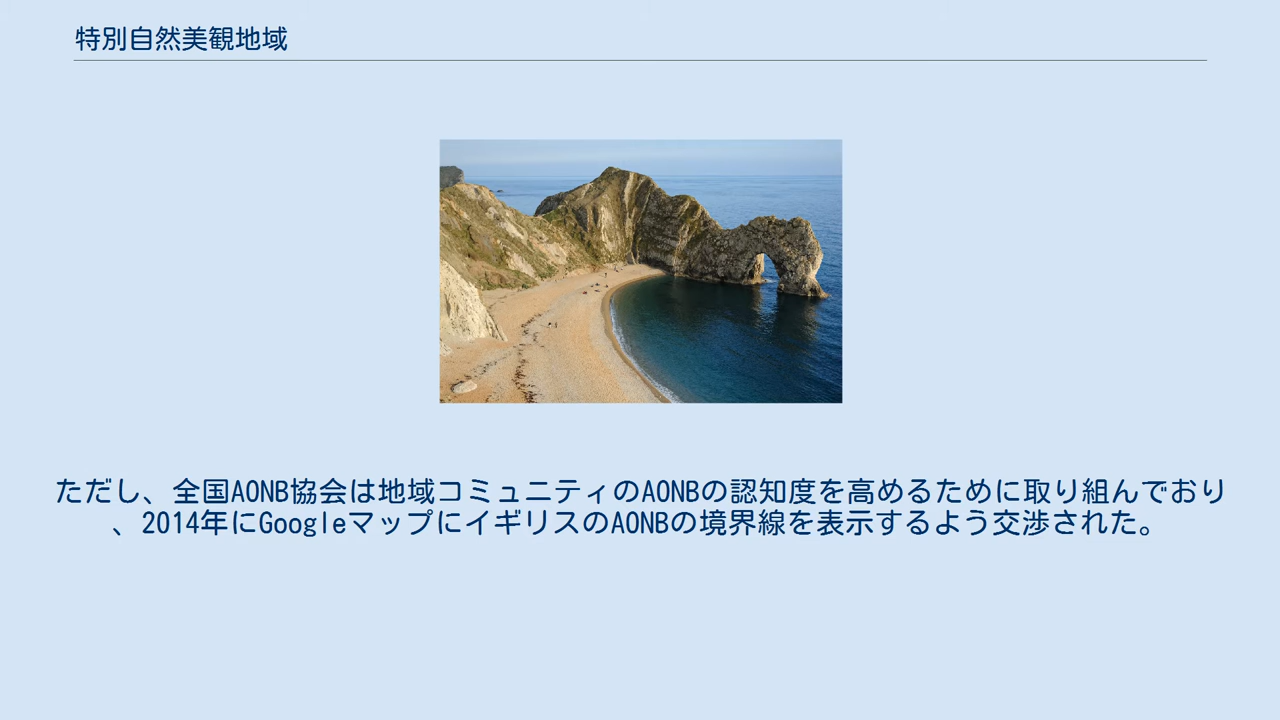 特別自然美観地域
ただし、全国AONB協会は地域コミュニティのAONBの認知度を高めるために取り組んでおり
、2014年にGoogleマップにイギリスのAONBの境界線を表示するよう交渉された。